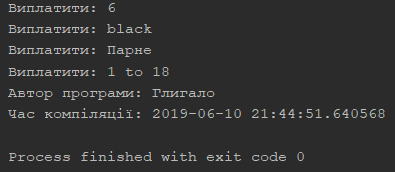 Виплатити: 6
Виплатити: black
Виплатити: Парне
Виплатити: 1 to 18
Автор програми: Глигало
Час компіляції: 2019-06-10 21:44:51.640568
Process finished with exit code 0